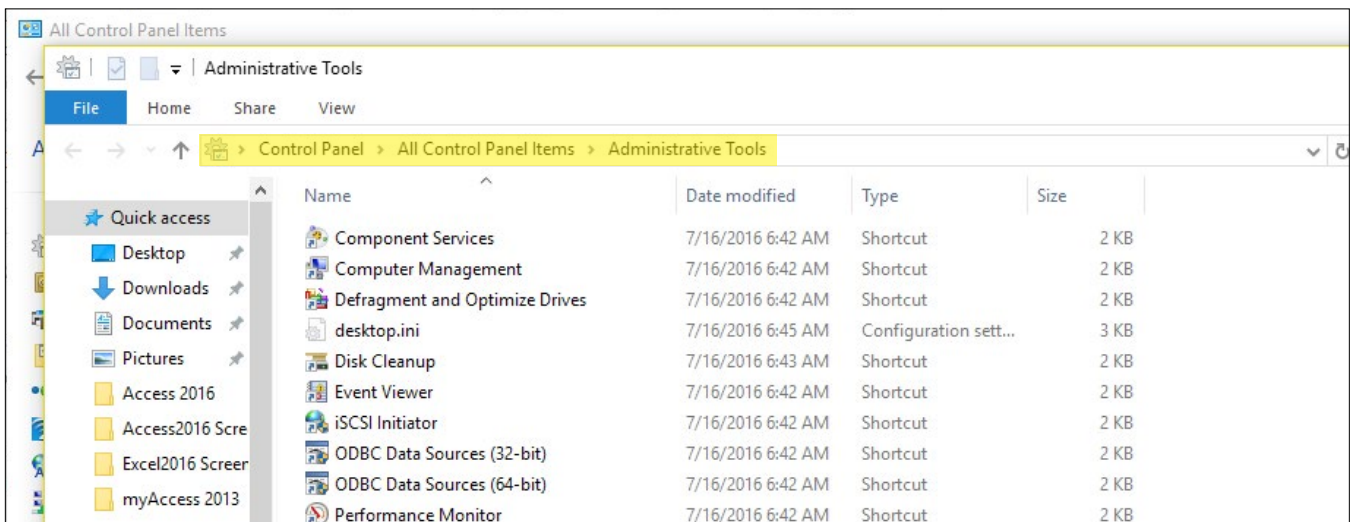 All Control Panel Items
Administrative Tools
File Home Share View
Control Panel > All Control Panel Items > Administrative Tools
Name Date modified Type Size
Quick access
Desktop
Downloads
Documents
Pictures
Access 2016
Access2016 Scre
Excel2016 Screen
myAccess 2013
Component Services 7/16/2016 6:42 AM Shortcut 2 KB
Computer Management 7/16/2016 6:42 AM Shortcut 2 KB
Defragment and Optimize Drives 7/16/2016 6:42 AM Shortcut 2 KB
desktop.ini 7/16/2016 6:45 AM Configuration sett... 3 KB
Disk Cleanup 7/16/2016 6:43 AM Shortcut 2 KB
Event Viewer 7/16/2016 6:42 AM Shortcut 2 KB
iSCSI Initiator 7/16/2016 6:42 AM Shortcut 2 KB
ODBC Data Sources (32-bit) 7/16/2016 6:42 AM Shortcut 2 KB
ODBC Data Sources (64-bit) 7/16/2016 6:42 AM Shortcut 2 KB
Performance Monitor 7/16/2016 6:42 AM Shortcut 2 KB